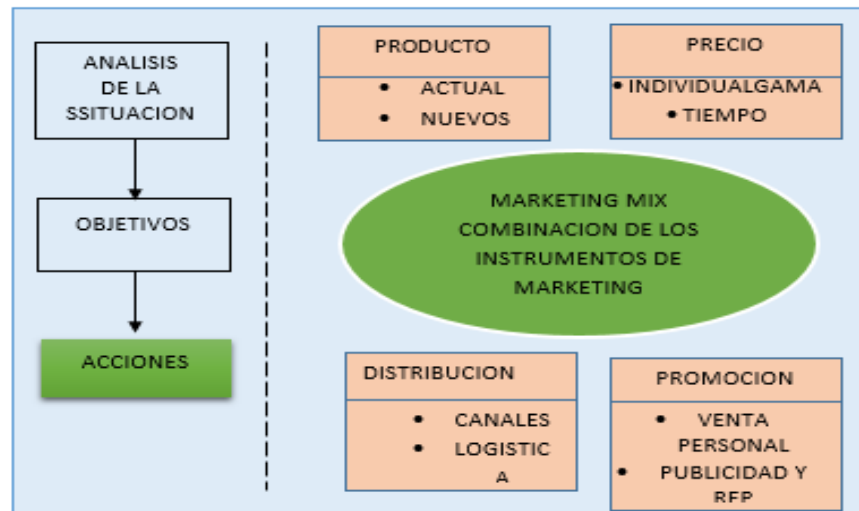 ANALISIS
DE LA
SSITUACION
OBJETIVOS
ACCIONES
PRODUCTO
• ACTUAL
• NUEVOS
PRECIO
• INDIVIDUALGAMA
• TIEMPO
MARKETING MIX
COMBINACION DE LOS
INSTRUMENTOS DE
MARKETING
DISTRIBUCION
• CANALES
• LOGISTIC
A
PROMOCION
• VENTA
PERSONAL
• PUBLICIDAD Y